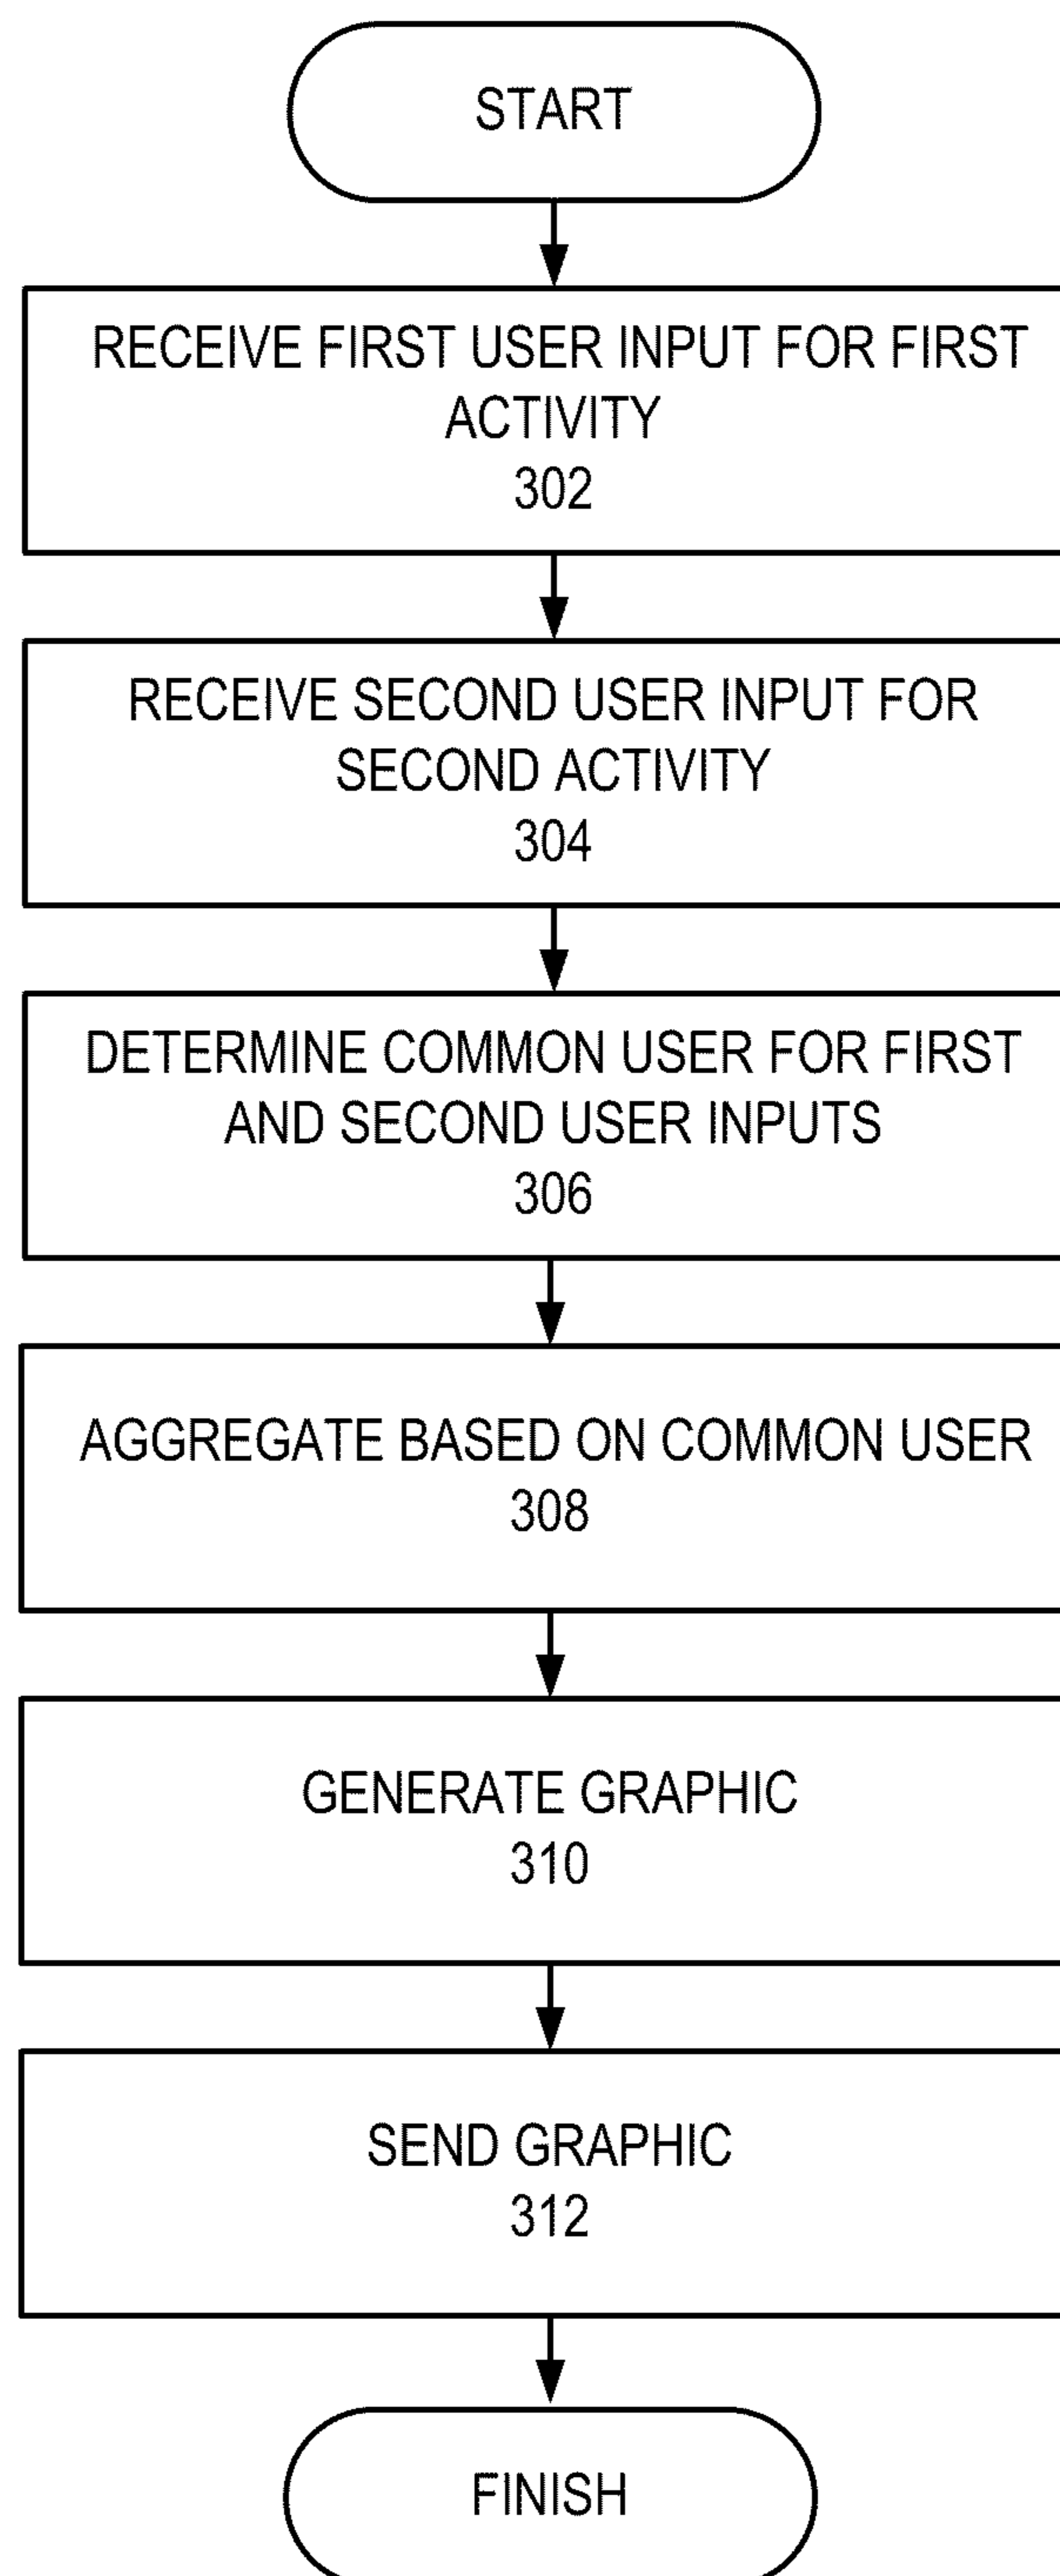 START
RECEIVE FIRST USER INPUT FOR FIRST
ACTIVITY
302
RECEIVE SECOND USER INPUT FOR
SECOND ACTIVITY
304
DETERMINE COMMON USER FOR FIRST
AND SECOND USER INPUTS
306
AGGREGATE BASED ON COMMON USER
308
GENERATE GRAPHIC
310
SEND GRAPHIC
312
FINISH